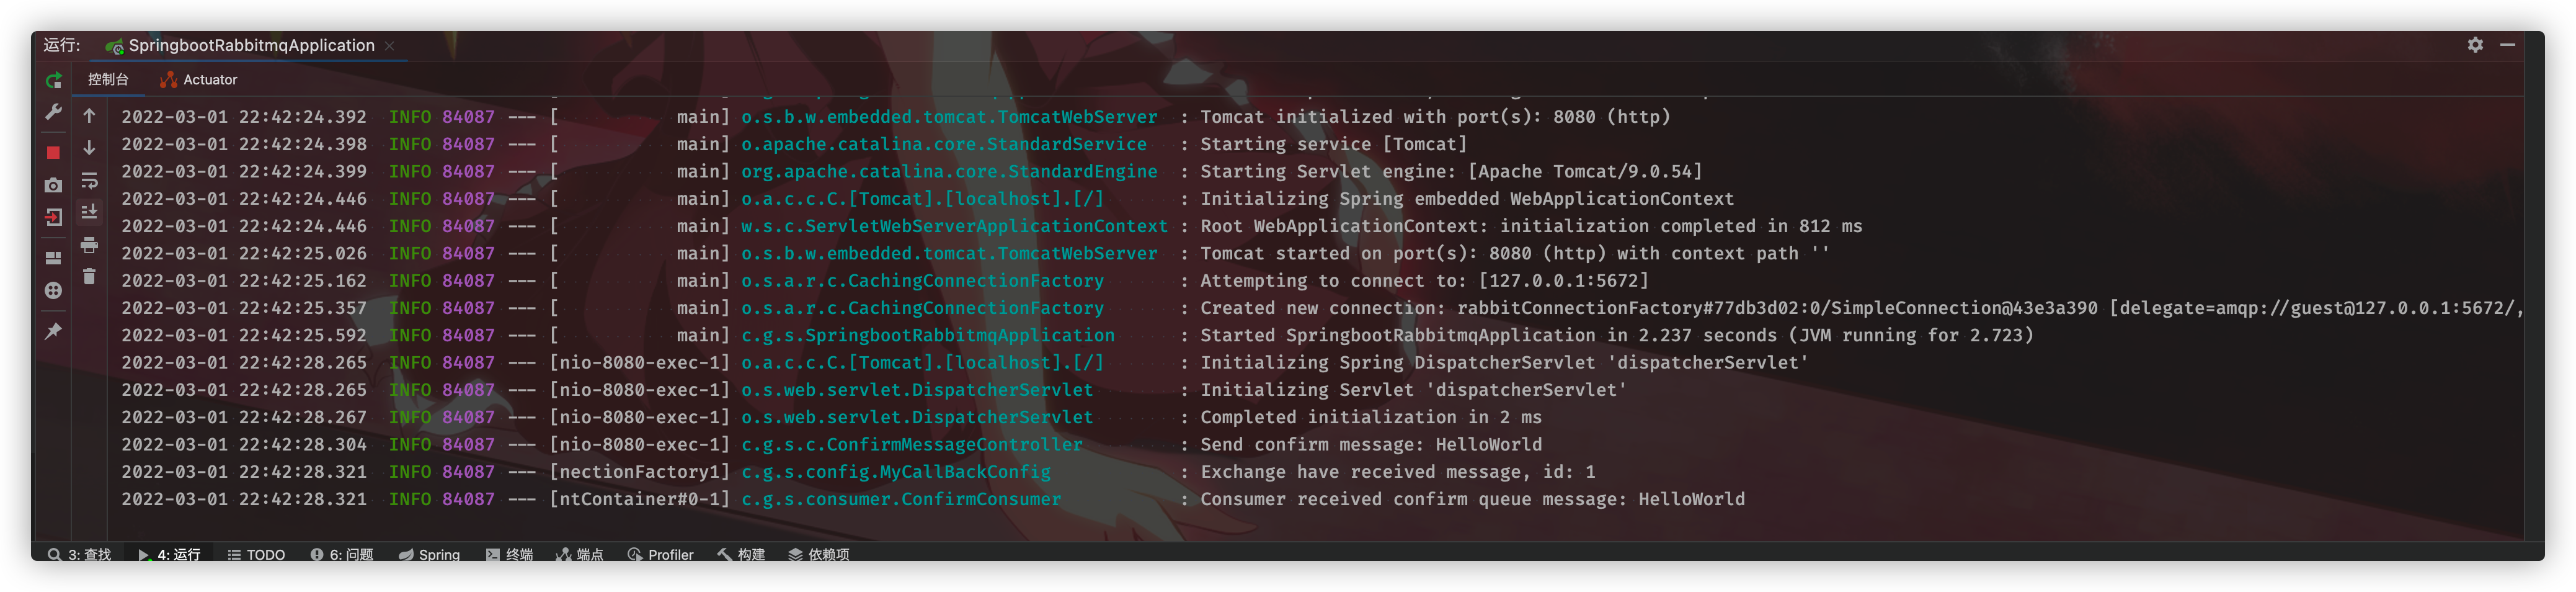 运行: SpringbootRabbitmqApplication
控制台 Actuator
2022-03-01 22:42:24.392  INFO 84087 --- [           main] o.s.b.w.embedded.tomcat.TomcatWebServer  : Tomcat initialized with port(s): 8080 (http)
2022-03-01 22:42:24.398  INFO 84087 --- [           main] o.apache.catalina.core.StandardService   : Starting service [Tomcat]
2022-03-01 22:42:24.399  INFO 84087 --- [           main] org.apache.catalina.core.StandardEngine  : Starting Servlet engine: [Apache Tomcat/9.0.54]
2022-03-01 22:42:24.446  INFO 84087 --- [           main] o.a.c.c.C.[Tomcat].[localhost].[/]       : Initializing Spring embedded WebApplicationContext
2022-03-01 22:42:24.446  INFO 84087 --- [           main] w.s.c.ServletWebServerApplicationContext : Root WebApplicationContext: initialization completed in 812 ms
2022-03-01 22:42:25.026  INFO 84087 --- [           main] o.s.b.w.embedded.tomcat.TomcatWebServer  : Tomcat started on port(s): 8080 (http) with context path ''
2022-03-01 22:42:25.162  INFO 84087 --- [           main] o.s.a.r.c.CachingConnectionFactory       : Attempting to connect to: [127.0.0.1:5672]
2022-03-01 22:42:25.357  INFO 84087 --- [           main] o.s.a.r.c.CachingConnectionFactory       : Created new connection: rabbitConnectionFactory#77db3d02:0/SimpleConnection@43e3a390 [delegate=amqp://guest@127.0.0.1:5672/,
2022-03-01 22:42:25.592  INFO 84087 --- [           main] c.g.s.SpringbootRabbitmqApplication      : Started SpringbootRabbitmqApplication in 2.237 seconds (JVM running for 2.723)
2022-03-01 22:42:28.265  INFO 84087 --- [nio-8080-exec-1] o.a.c.c.C.[Tomcat].[localhost].[/]       : Initializing Spring DispatcherServlet 'dispatcherServlet'
2022-03-01 22:42:28.265  INFO 84087 --- [nio-8080-exec-1] o.s.web.servlet.DispatcherServlet        : Initializing Servlet 'dispatcherServlet'
2022-03-01 22:42:28.267  INFO 84087 --- [nio-8080-exec-1] o.s.web.servlet.DispatcherServlet        : Completed initialization in 2 ms
2022-03-01 22:42:28.304  INFO 84087 --- [nio-8080-exec-1] c.g.s.c.ConfirmMessageController         : Send confirm message: HelloWorld
2022-03-01 22:42:28.321  INFO 84087 --- [nectionFactory1] c.g.s.config.MyCallBackConfig            : Exchange have received message, id: 1
2022-03-01 22:42:28.321  INFO 84087 --- [ntContainer#0-1] c.g.s.consumer.ConfirmConsumer           : Consumer received confirm queue message: HelloWorld
3: 查找 4: 运行 TODO 6: 问题 Spring 终端 端点 Profiler 构建 依赖项